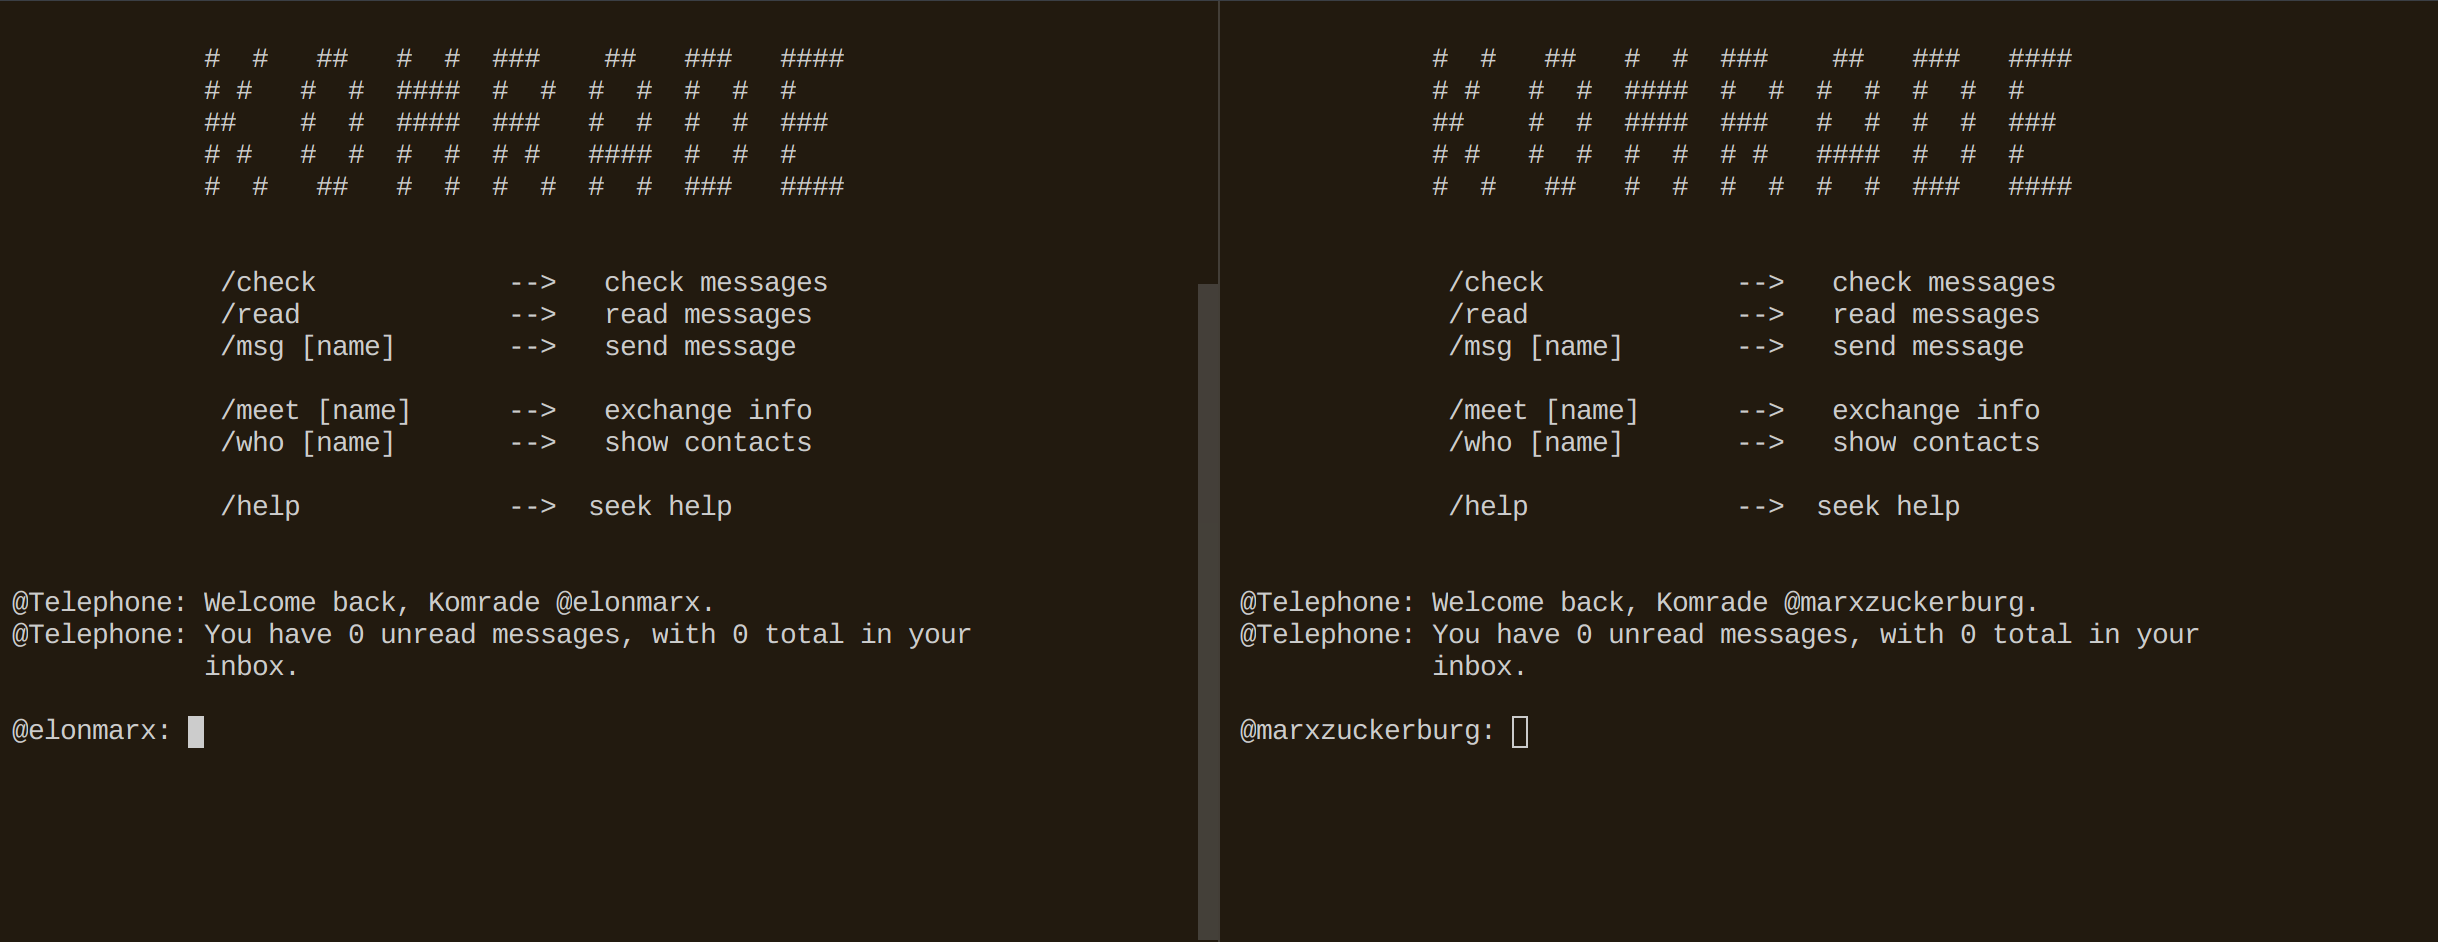 KOMRADE
/check --> check messages
/read --> read messages
/msg [name] --> send message
/meet [name] --> exchange info
/who [name] --> show contacts
/help --> seek help
@Telephone: Welcome back, Komrade @elonmarx.
@Telephone: You have 0 unread messages, with 0 total in your
inbox.
@elonmarx:
KOMRADE
/check --> check messages
/read --> read messages
/msg [name] --> send message
/meet [name] --> exchange info
/who [name] --> show contacts
/help --> seek help
@Telephone: Welcome back, Komrade @marxzuckerburg.
@Telephone: You have 0 unread messages, with 0 total in your
inbox.
@marxzuckerburg: